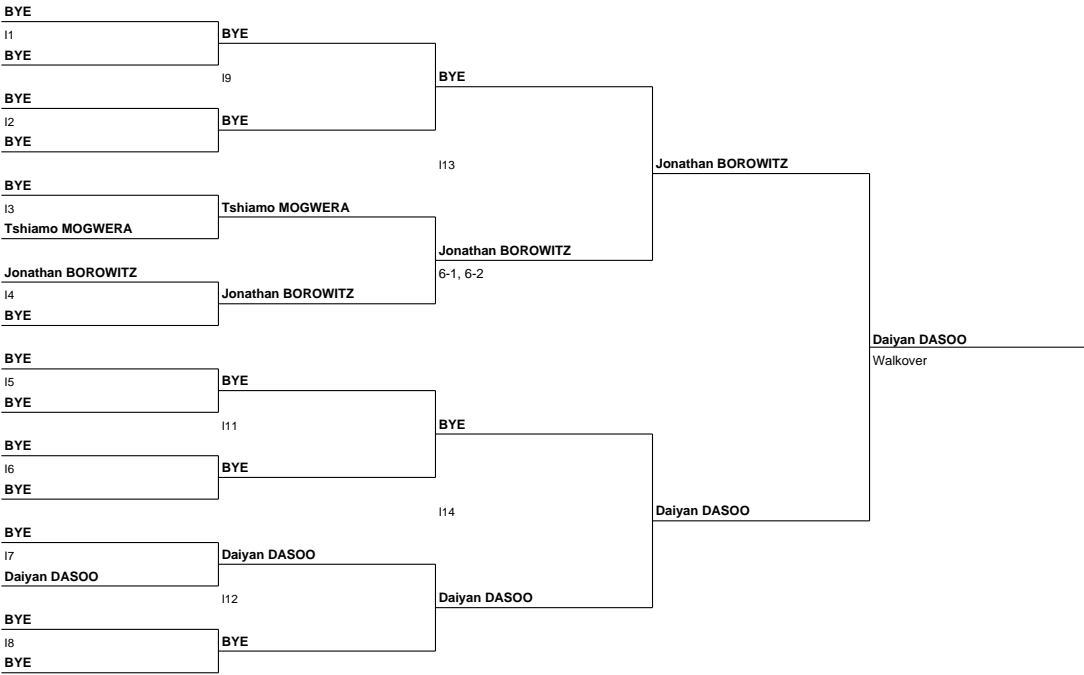 BYE
I1
BYE
BYE
I9
BYE
I2
BYE
BYE
BYE
I13
BYE
I3
Tshiamo MOGWERA
Tshiamo MOGWERA
Jonathan BOROWITZ
I4
BYE
Jonathan BOROWITZ
Jonathan BOROWITZ
6-1, 6-2
Jonathan BOROWITZ
BYE
I5
BYE
BYE
I11
BYE
I6
BYE
BYE
BYE
I14
BYE
I7
Daiyan DASOO
Daiyan DASOO
I12
BYE
I8
BYE
BYE
Daiyan DASOO
Daiyan DASOO
Daiyan DASOO
Walkover